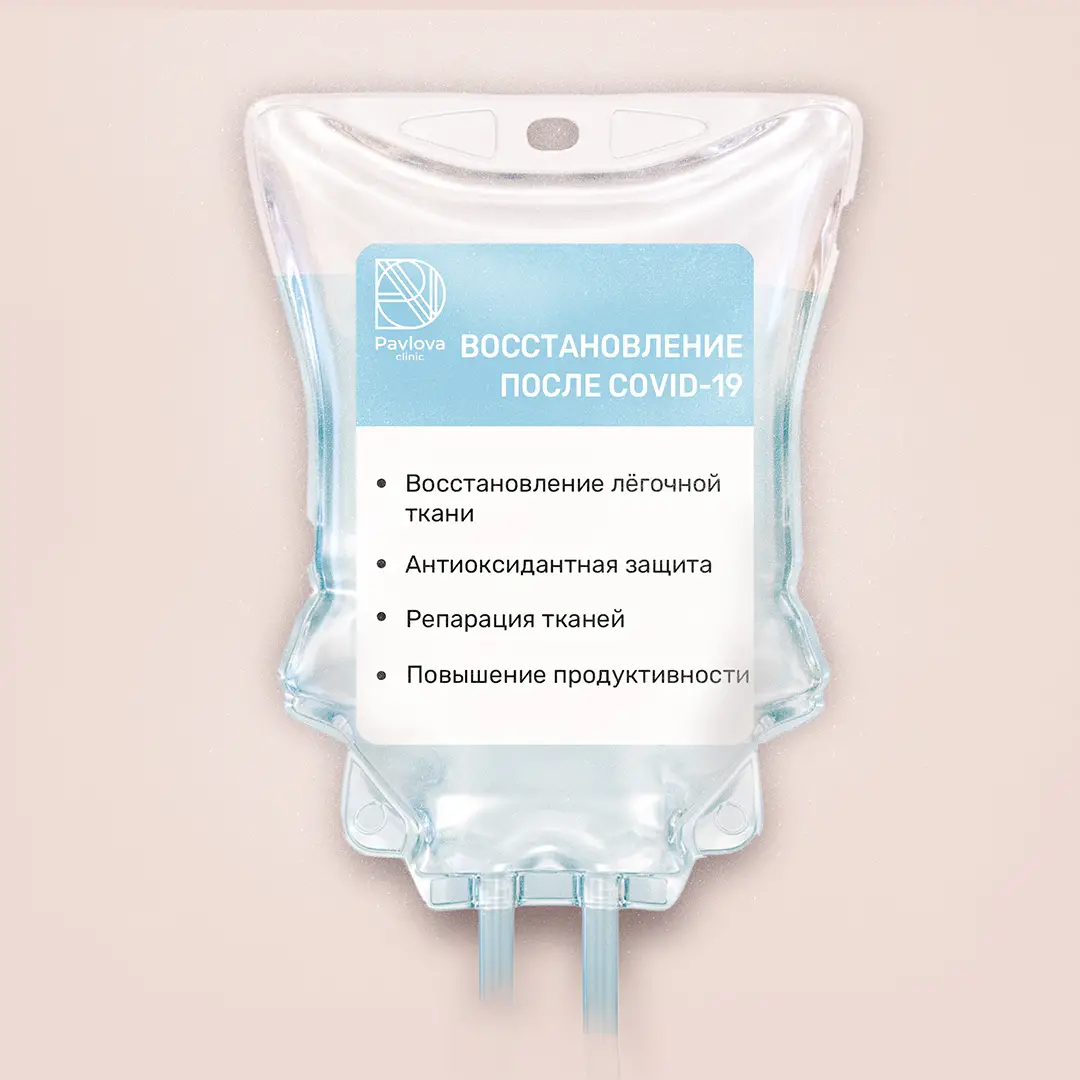 Pavlova
clinic
ВОССТАНОВЛЕНИЕ
ПОСЛЕ COVID-19
• Восстановление лёгочной
ткани
• Антиоксидантная защита
• Репарация тканей
• Повышение продуктивности